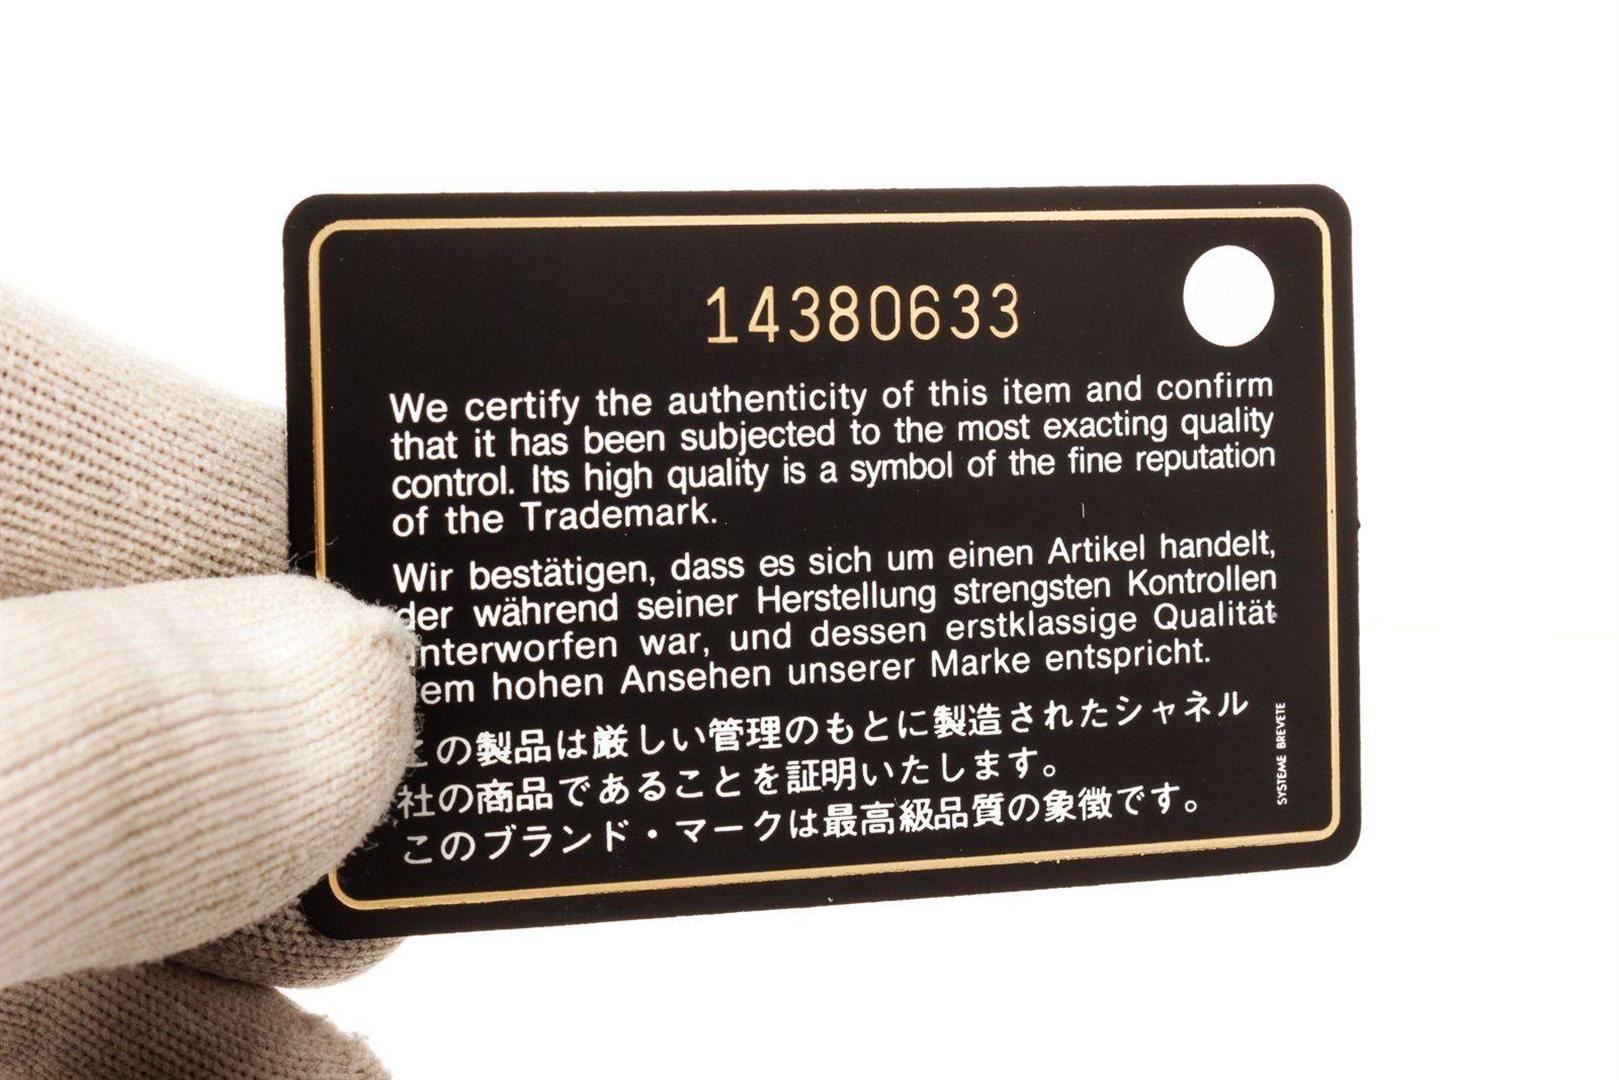 14380633
We certify the authenticity of this item and confirm
that it has been subjected to the most exacting quality
control. Its high quality is a symbol of the fine reputation
of the Trademark.
Wir bestätigen, dass es sich um einen Artikel handelt,
der während seiner Herstellung strengsten Kontrollen
unterworfen war, und dessen erstklassige Qualität
dem hohen Ansehen unserer Marke entspricht.
この製品は厳しい管理のもとに製造されたシャネル
社の商品であることを証明いたします。
このブランド・マークは最高級品質の象徴です。
SYSTEME BREVETE